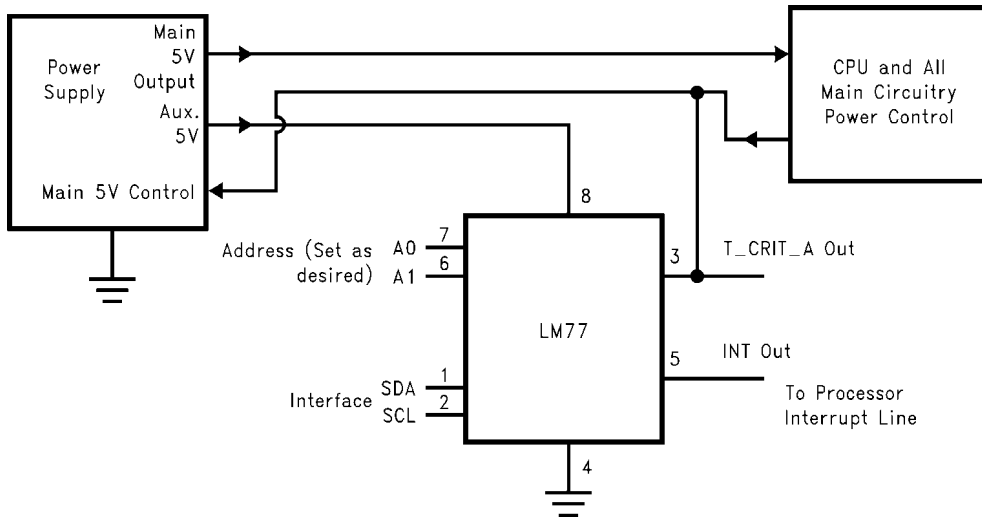 Main
5V
Output
Power
Supply
Aux.
5V
Main 5V Control
CPU and All
Main Circuitry
Power Control
8
Address (Set as
desired)
A0
7
A1
6
3
T_CRIT_A Out
LM77
5
INT Out
Interface
SDA
1
SCL
2
To Processor
Interrupt Line
4